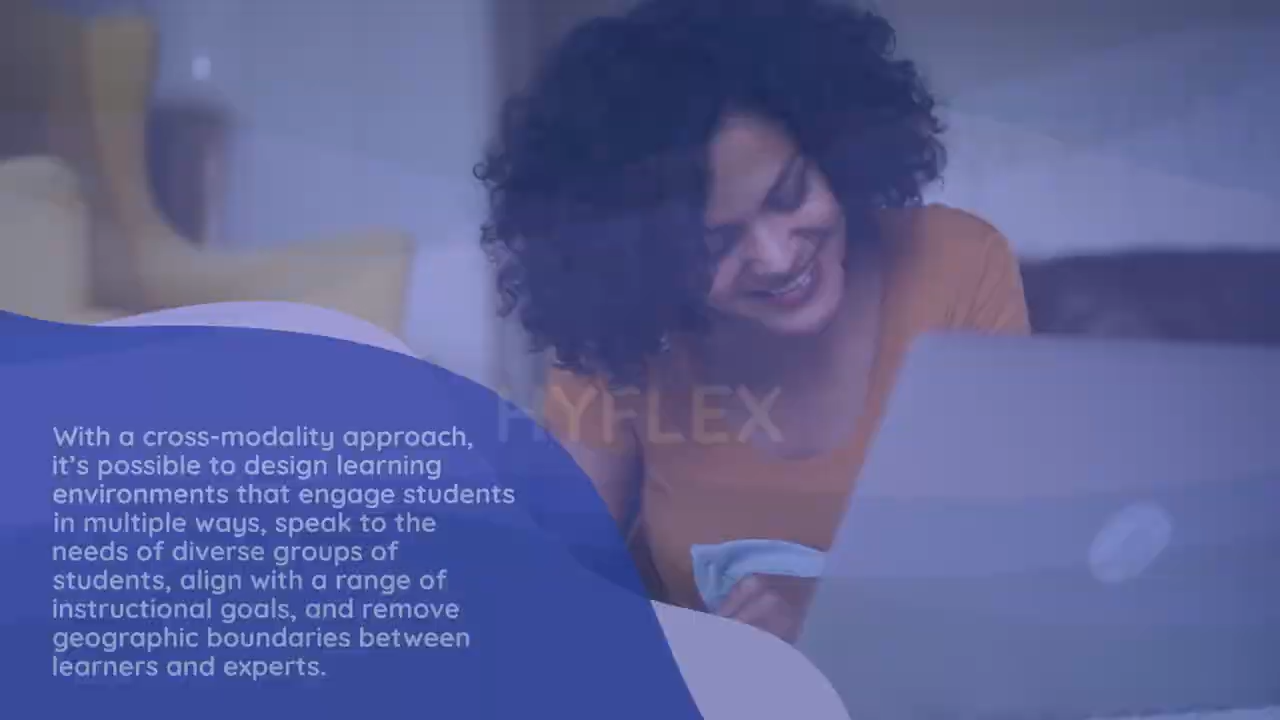 HYFLEX
With a cross-modality approach,
it's possible to design learning
environments that engage students
in multiple ways, speak to the
needs of diverse groups of
students, align with a range of
instructional goals, and remove
geographic boundaries between
learners and experts.